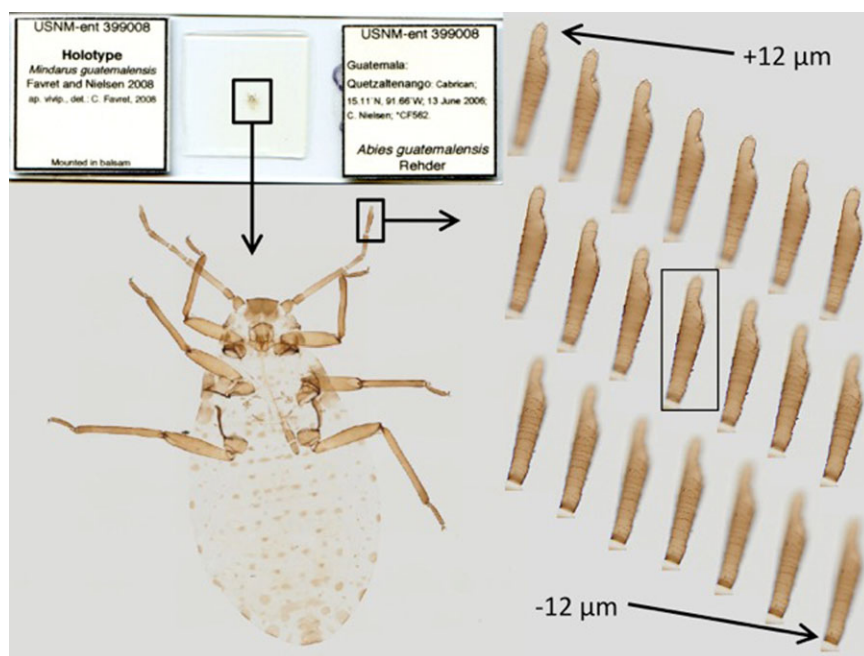 USNM-ent 399008
Holotype
Mindarus guatemalensis
Favret and Nielsen 2008
ap. vivip., det.: C. Favret, 2008
Mounted in balsam
USNM-ent 399008
Guatemala:
Quetzaltenango: Cabrican;
15.11°N, 91.66°W; 13 June 2006;
C. Nielsen; *CF562.
Abies guatemalensis
Rehder
+12 µm
-12 µm